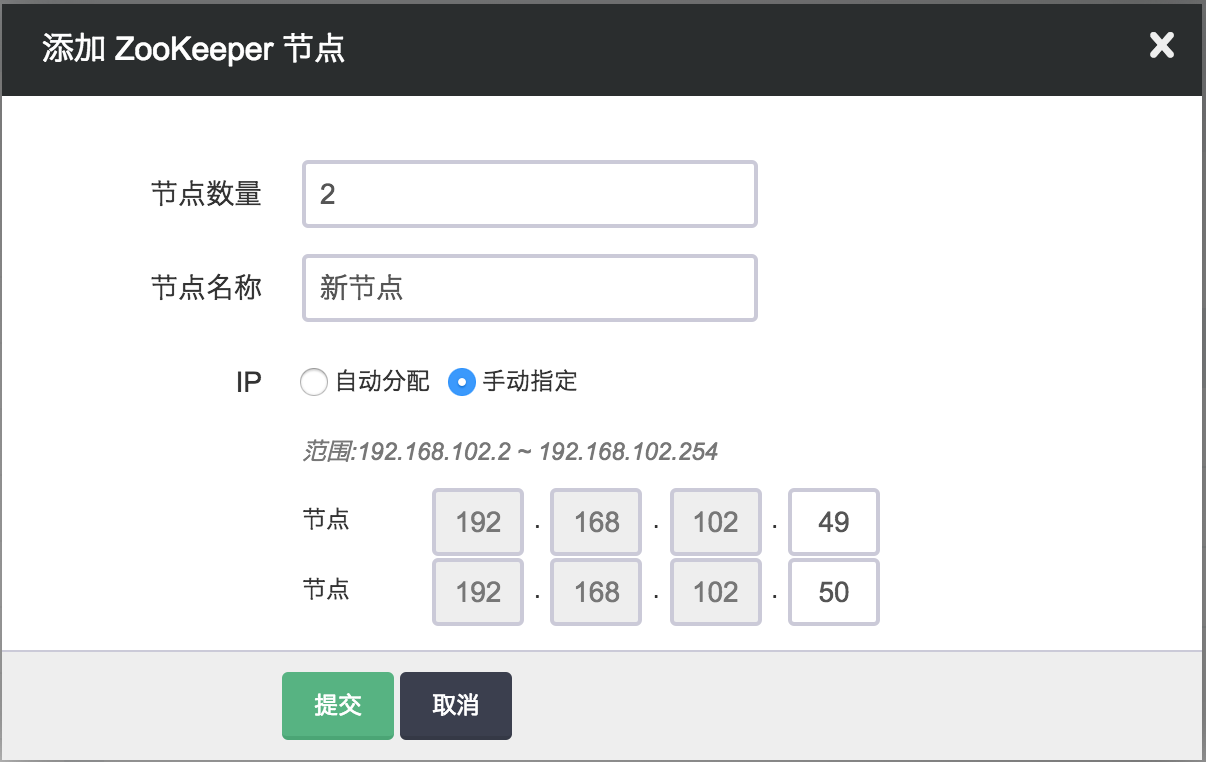 添加 ZooKeeper 节点
节点数量 2
节点名称 新节点
IP 自动分配 手动指定
范围:192.168.102.2 ~ 192.168.102.254
节点 192 . 168 . 102 . 49
节点 192 . 168 . 102 . 50
提交 取消